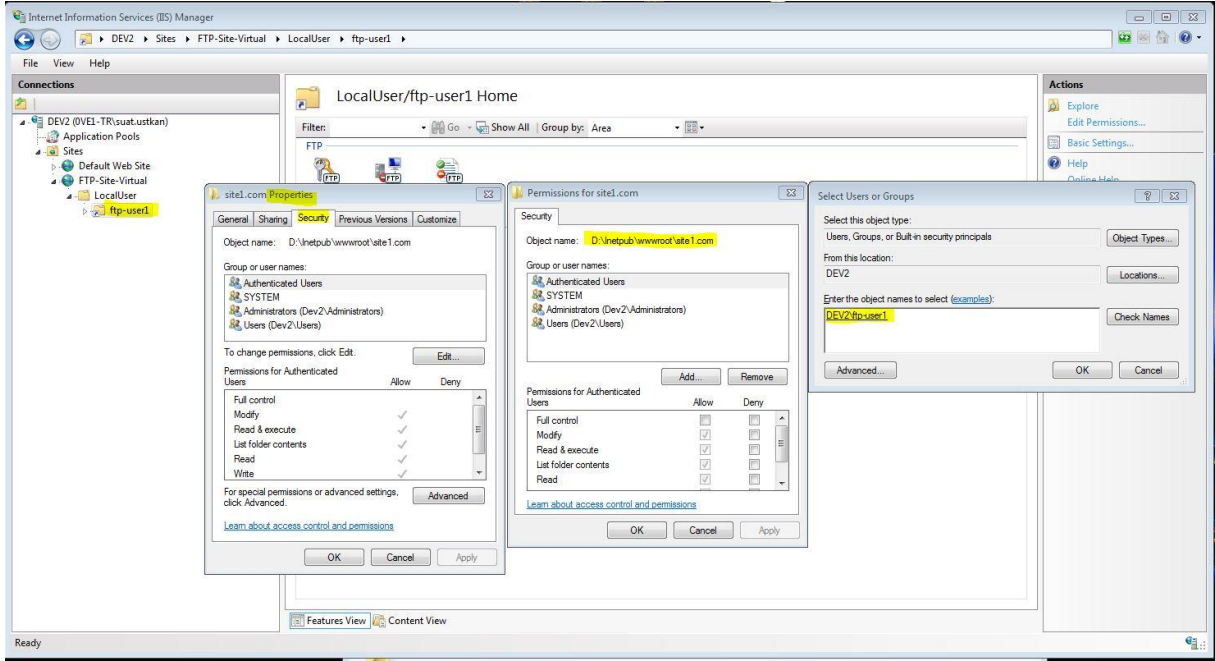 Internet Information Services (IIS) Manager
DEV2 Sites FTP-Site-Virtual LocalUser ftp-user1
File View Help
Connections
DEV2 (0VE1-TR\suat.ustkan)
Application Pools
Sites
Default Web Site
FTP-Site-Virtual
LocalUser
ftp-user1
LocalUser/ftp-user1 Home
Filter: Go Show All Group by: Area
FTP
FTP FTP FTP
Actions
Explore
Edit Permissions...
Basic Settings...
Help
Online Help
site1.com Properties
General Sharing Security Previous Versions Customize
Object name: D:\Inetpub\wwwroot\site1.com
Group or user names:
Authenticated Users
SYSTEM
Administrators (Dev2\Administrators)
Users (Dev2\Users)
To change permissions, click Edit.
Edit...
Permissions for Authenticated
Users Allow Deny
Full control
Modify
Read & execute
List folder contents
Read
Write
For special permissions or advanced settings,
click Advanced.
Advanced
Learn about access control and permissions
OK Cancel Apply
Permissions for site1.com
Security
Object name: D:\Inetpub\wwwroot\site1.com
Group or user names:
Authenticated Users
SYSTEM
Administrators (Dev2\Administrators)
Users (Dev2\Users)
Add... Remove
Permissions for Authenticated
Users Allow Deny
Full control
Modify
Read & execute
List folder contents
Read
Learn about access control and permissions
OK Cancel Apply
Select Users or Groups
Select this object type:
Users, Groups, or Built-in security principals
Object Types...
From this location:
DEV2
Locations...
Enter the object names to select (examples):
DEV2\ftp-user1
Check Names
Advanced...
OK Cancel
Features View Content View
Ready